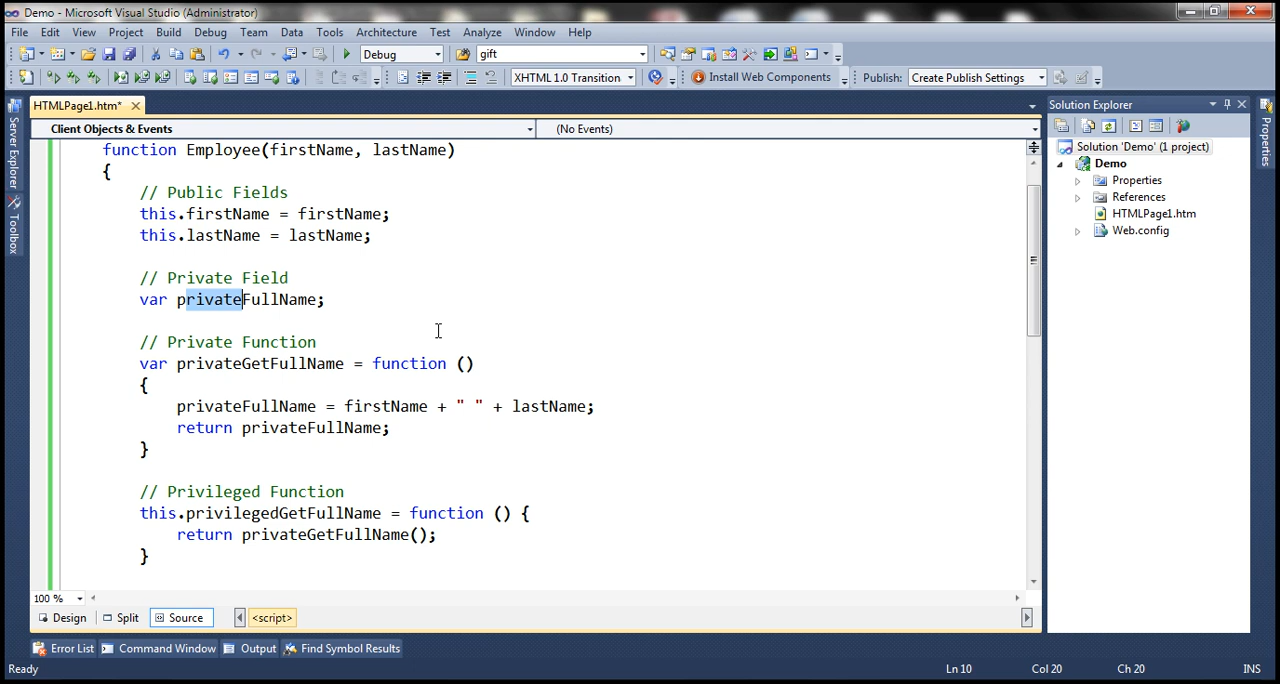 Demo - Microsoft Visual Studio (Administrator)
File Edit View Project Build Debug Team Data Tools Architecture Test Analyze Window Help
Debug gift
XHTML 1.0 Transition Install Web Components Publish: Create Publish Settings
HTMLPage1.htm*
Client Objects & Events (No Events)
function Employee(firstName, lastName)
{
// Public Fields
this.firstName = firstName;
this.lastName = lastName;
// Private Field
var privateFullName;
// Private Function
var privateGetFullName = function ()
{
privateFullName = firstName + " " + lastName;
return privateFullName;
}
// Privileged Function
this.privilegedGetFullName = function () {
return privateGetFullName();
}
100 %
Design Split Source <script>
Server Explorer
Toolbox
Solution Explorer
Solution 'Demo' (1 project)
Demo
Properties
References
HTMLPage1.htm
Web.config
Properties
Error List Command Window Output Find Symbol Results
Ready Ln 10 Col 20 Ch 20 INS